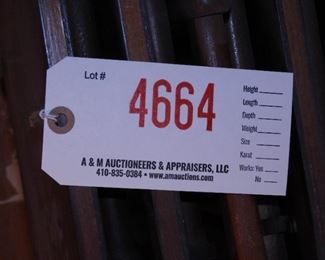 Lot #
4664
Height
Length
Depth
Weight
Size
Karat
Works: Yes
No
A & M AUCTIONEERS & APPRAISERS, LLC
410-835-0384 • www.amauctions.com